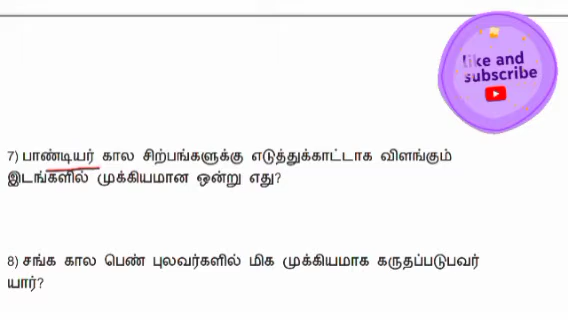 like and
subscribe
7) பாண்டியர் கால சிற்பங்களுக்கு எடுத்துக்காட்டாக விளங்கும்
இடங்களில் முக்கியமான ஒன்று எது?
8) சங்க கால பெண் புலவர்களில் மிக முக்கியமாக கருதப்படுபவர்
யார்?